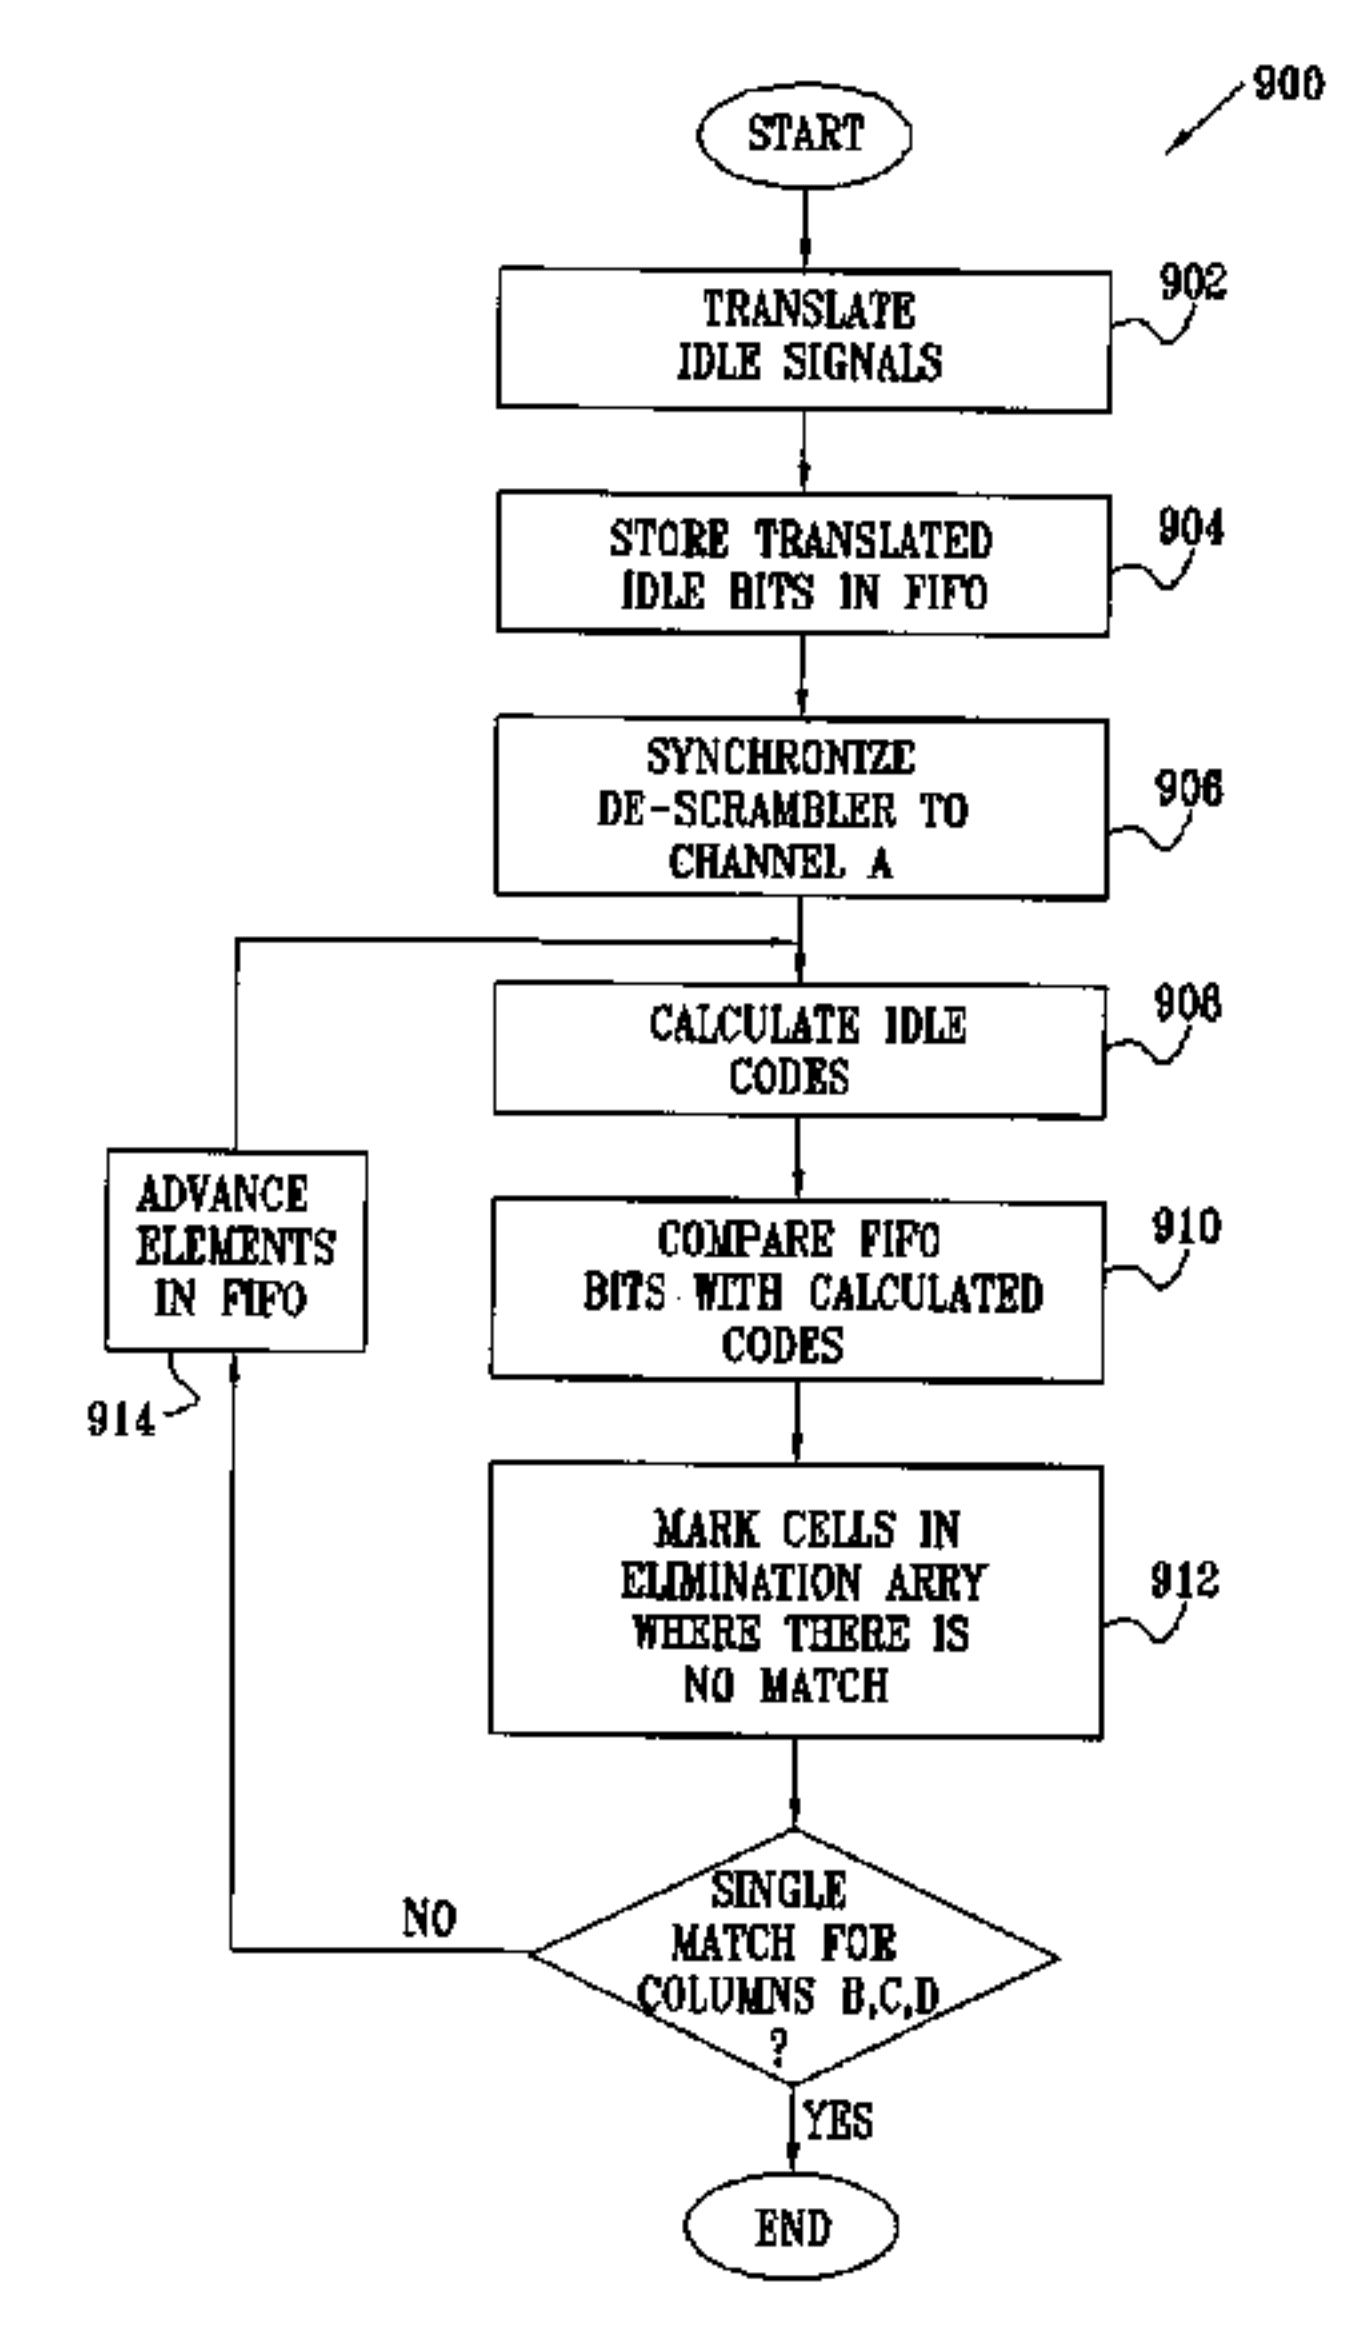 900
START
902
TRANSLATE
IDLE SIGNALS
904
STORE TRANSLATED
IDLE BITS IN FIFO
906
SYNCHRONIZE
DE-SCRAMBLER TO
CHANNEL A
908
CALCULATE IDLE
CODES
ADVANCE
ELEMENTS
IN FIFO
914
910
COMPARE FIFO
BITS WITH CALCULATED
CODES
912
MARK CELLS IN
ELIMINATION ARRY
WHERE THERE IS
NO MATCH
NO
SINGLE
MATCH FOR
COLUMNS B,C,D
?
YES
END